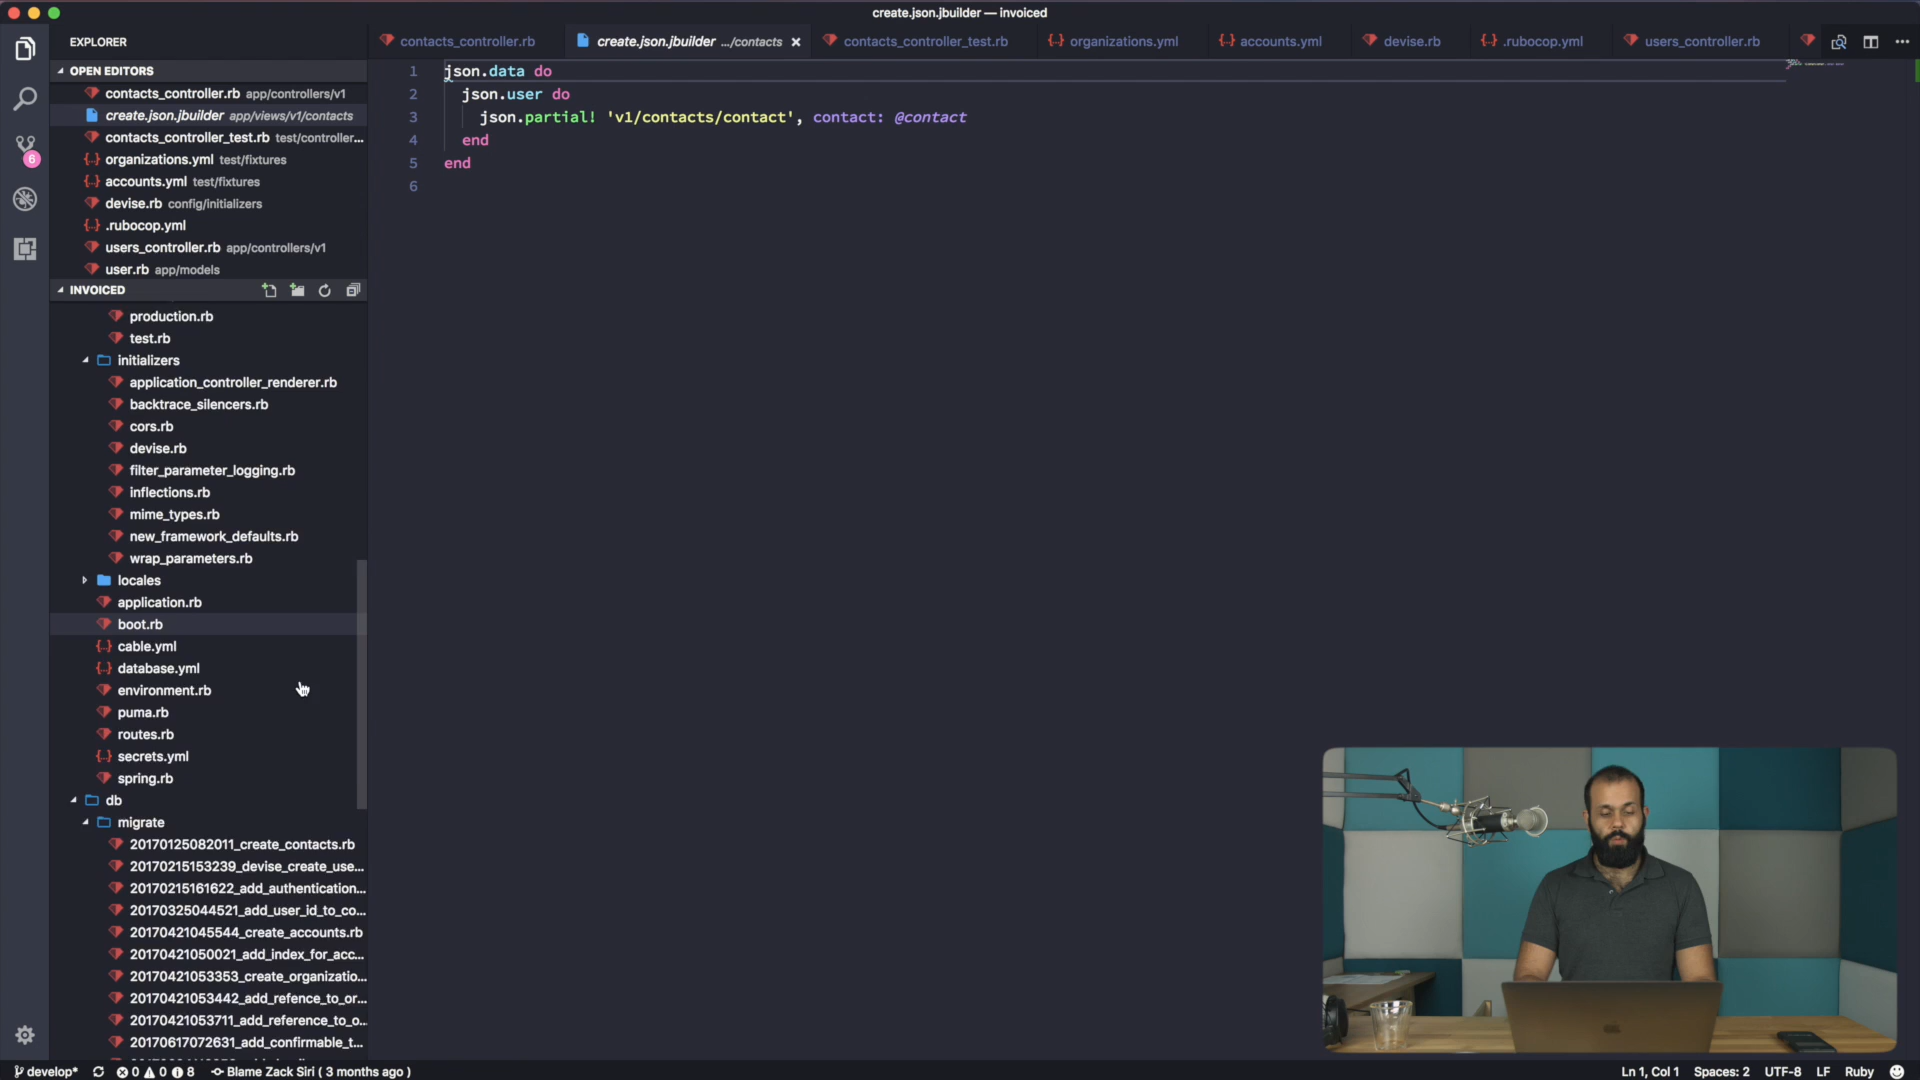 create.json.jbuilder — invoiced
EXPLORER
contacts_controller.rb
create.json.jbuilder .../contacts
contacts_controller_test.rb
organizations.yml
accounts.yml
devise.rb
.rubocop.yml
users_controller.rb
OPEN EDITORS
contacts_controller.rb app/controllers/v1
create.json.jbuilder app/views/v1/contacts
contacts_controller_test.rb test/controller...
organizations.yml test/fixtures
accounts.yml test/fixtures
devise.rb config/initializers
.rubocop.yml
users_controller.rb app/controllers/v1
user.rb app/models
6
INVOICED
production.rb
test.rb
initializers
application_controller_renderer.rb
backtrace_silencers.rb
cors.rb
devise.rb
filter_parameter_logging.rb
inflections.rb
mime_types.rb
new_framework_defaults.rb
wrap_parameters.rb
locales
application.rb
boot.rb
cable.yml
database.yml
environment.rb
puma.rb
routes.rb
secrets.yml
spring.rb
db
migrate
20170125082011_create_contacts.rb
20170215153239_devise_create_use...
20170215161622_add_authentication...
20170325044521_add_user_id_to_co...
20170421045544_create_accounts.rb
20170421050021_add_index_for_acc...
20170421053353_create_organizatio...
20170421053442_add_refence_to_or...
20170421053711_add_reference_to_o...
20170617072631_add_confirmable_t...
1 json.data do
2 json.user do
3 json.partial! 'v1/contacts/contact', contact: @contact
4 end
5 end
6
develop* 0 0 8 Blame Zack Siri ( 3 months ago )
Ln 1, Col 1 Spaces: 2 UTF-8 LF Ruby